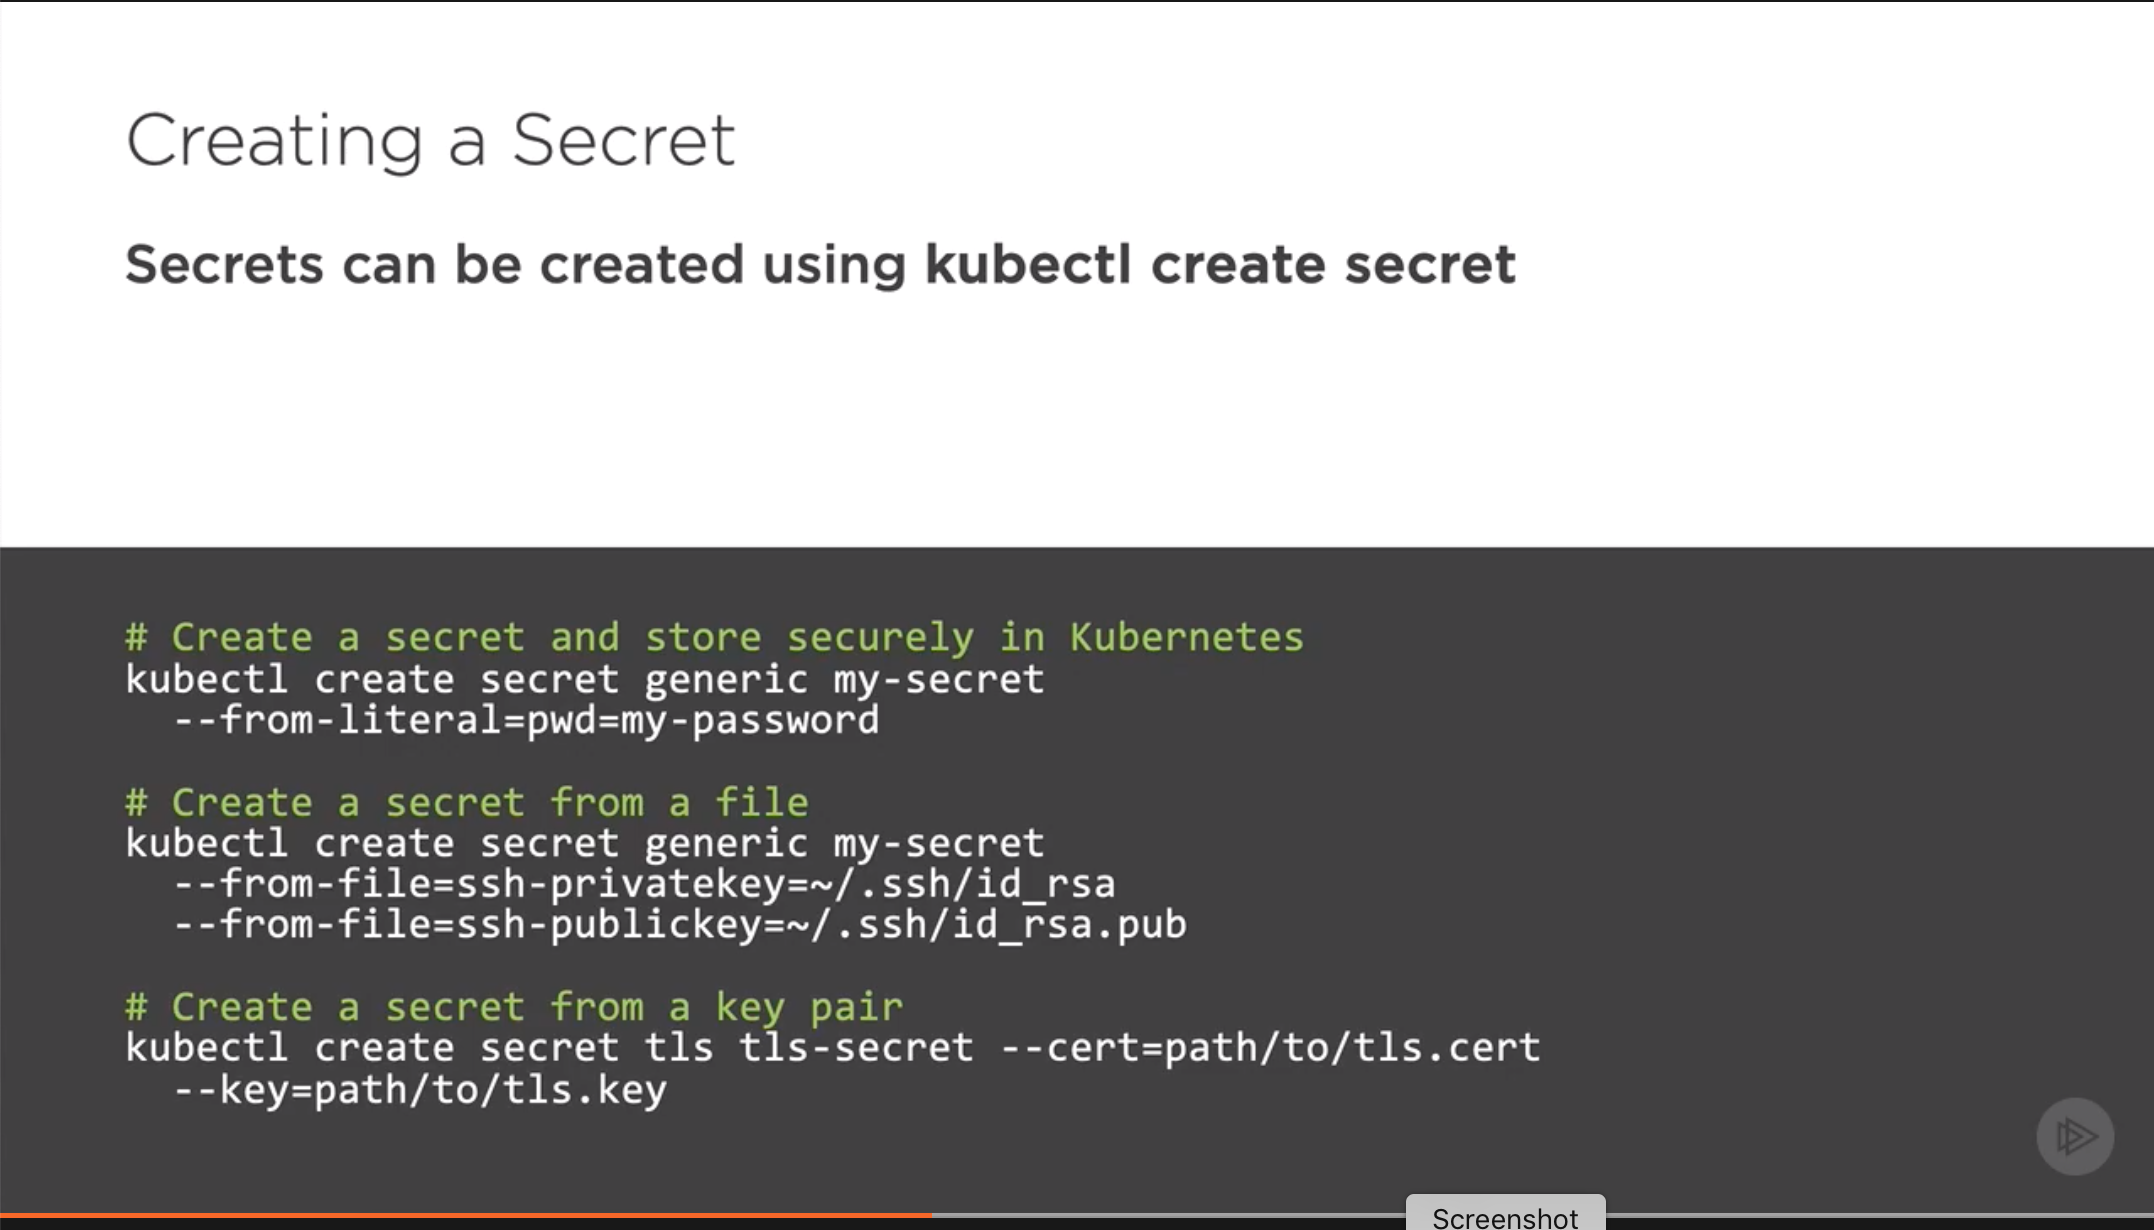 Creating a Secret
Secrets can be created using kubectl create secret
# Create a secret and store securely in Kubernetes
kubectl create secret generic my-secret
--from-literal=pwd=my-password
# Create a secret from a file
kubectl create secret generic my-secret
--from-file=ssh-privatekey=~/.ssh/id_rsa
--from-file=ssh-publickey=~/.ssh/id_rsa.pub
# Create a secret from a key pair
kubectl create secret tls tls-secret --cert=path/to/tls.cert
--key=path/to/tls.key
Screenshot